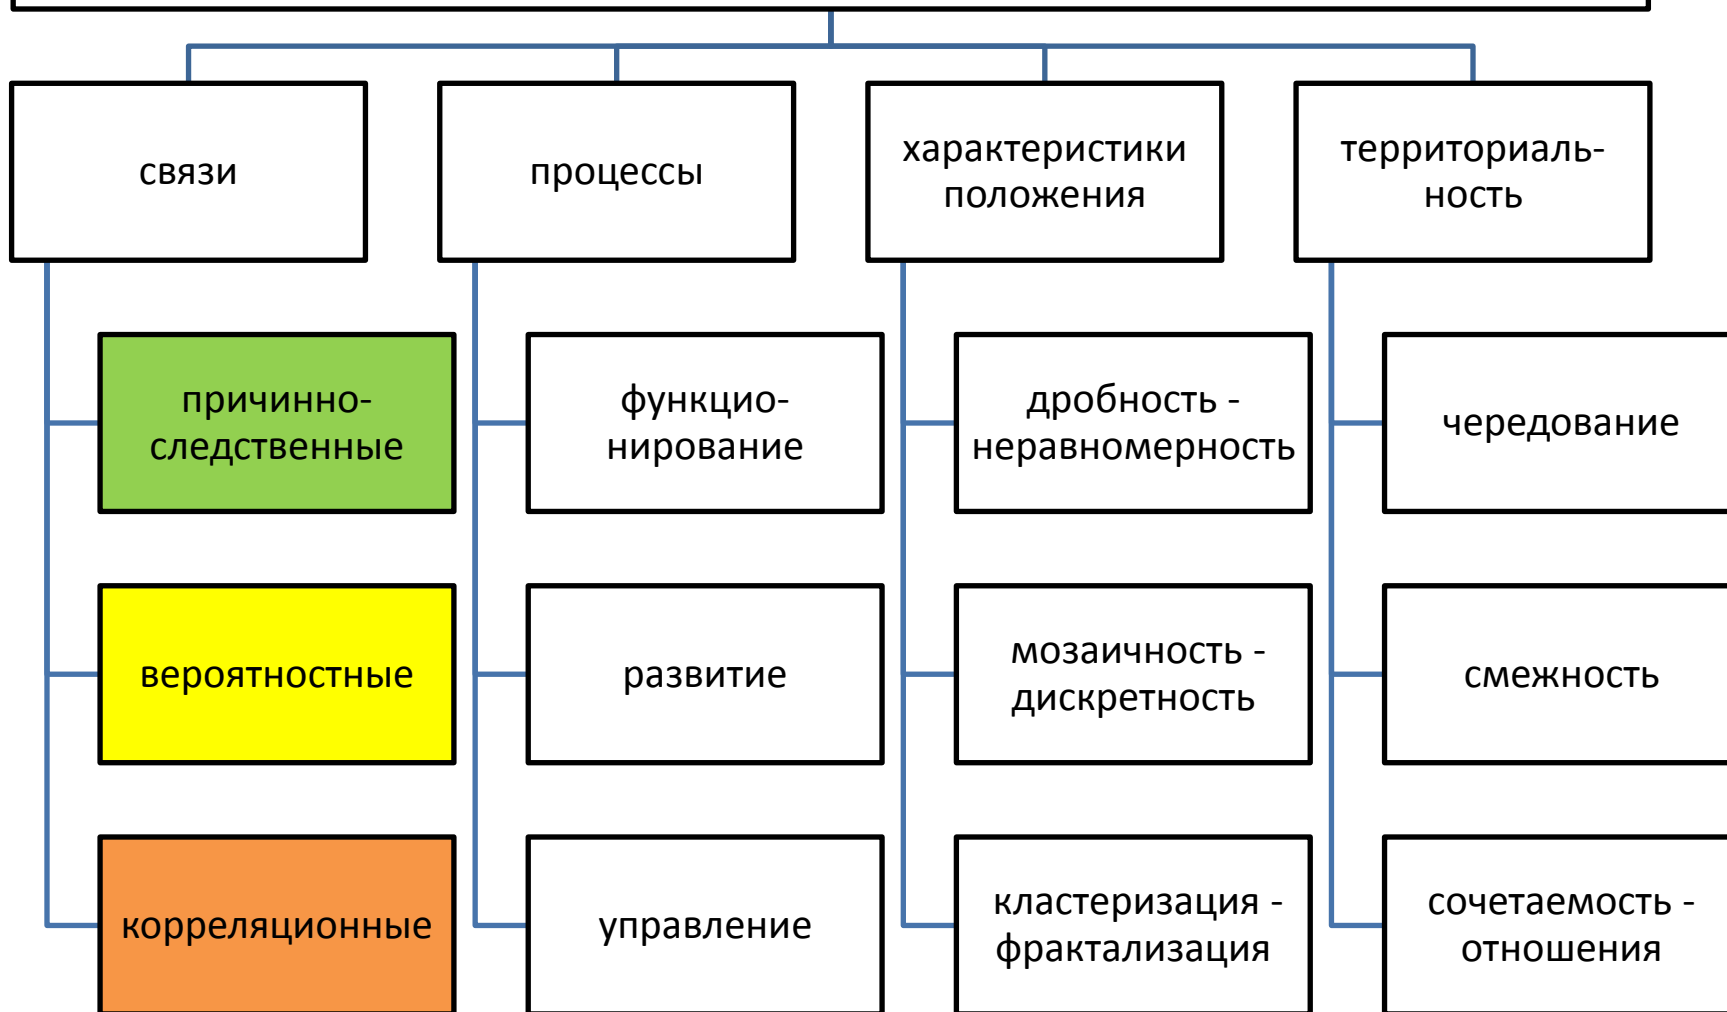 связи
процессы
характеристики
положения
территориаль-
ность
причинно-
следственные
функцио-
нирование
дробность -
неравномерность
чередование
вероятностные
развитие
мозаичность -
дискретность
смежность
корреляционные
управление
кластеризация -
фрактализация
сочетаемость -
отношения